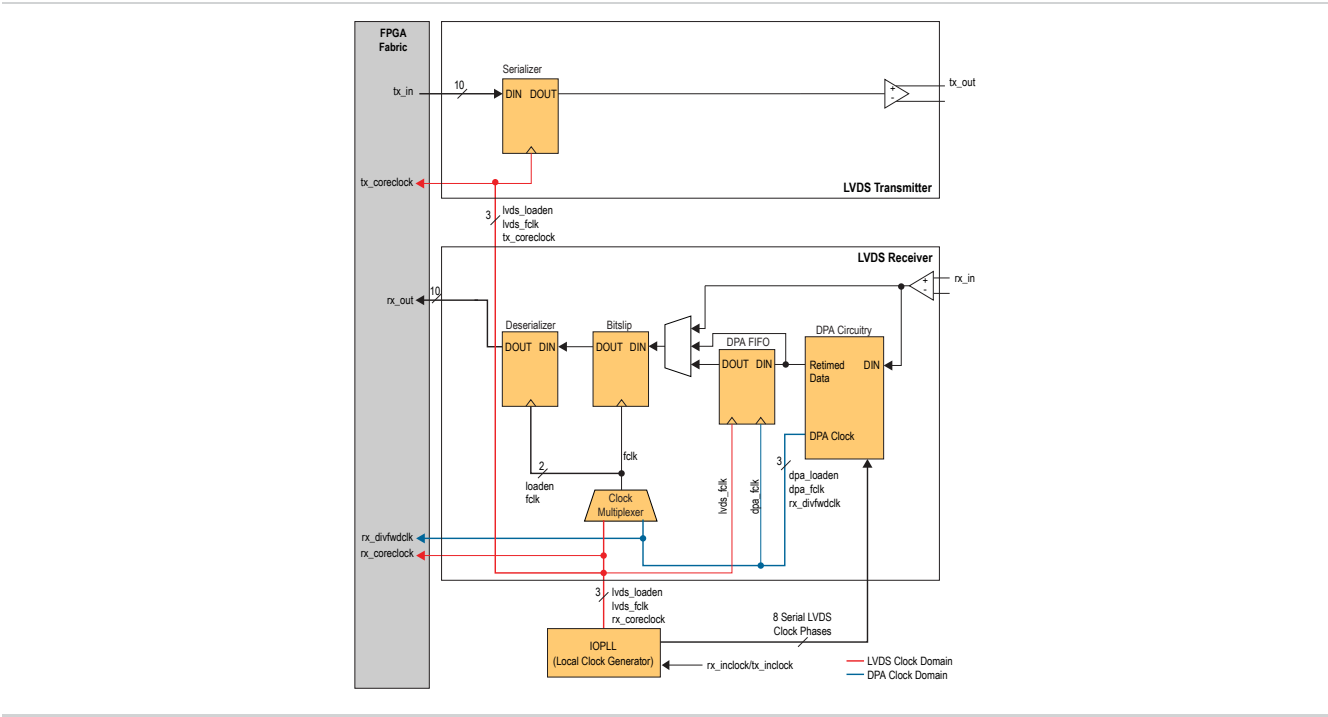 FPGA
Fabric
Serializer
tx_in
10
DIN DOUT
+
-
tx_out
tx_coreclock
LVDS Transmitter
3
lvds_loaden
lvds_fclk
tx_coreclock
LVDS Receiver
+
-
rx_in
rx_out
10
Deserializer
Bitslip
DPA FIFO
DPA Circuitry
DOUT DIN
DOUT DIN
DOUT DIN
Retimed
Data
DIN
DPA Clock
fclk
2
loaden
fclk
lvds_fclk
dpa_fclk
3
dpa_loaden
dpa_fclk
rx_divfwdclk
Clock
Multiplexer
rx_divfwdclk
rx_coreclock
3
lvds_loaden
lvds_fclk
rx_coreclock
8 Serial LVDS
Clock Phases
IOPLL
(Local Clock Generator)
rx_inclock/tx_inclock
LVDS Clock Domain
DPA Clock Domain